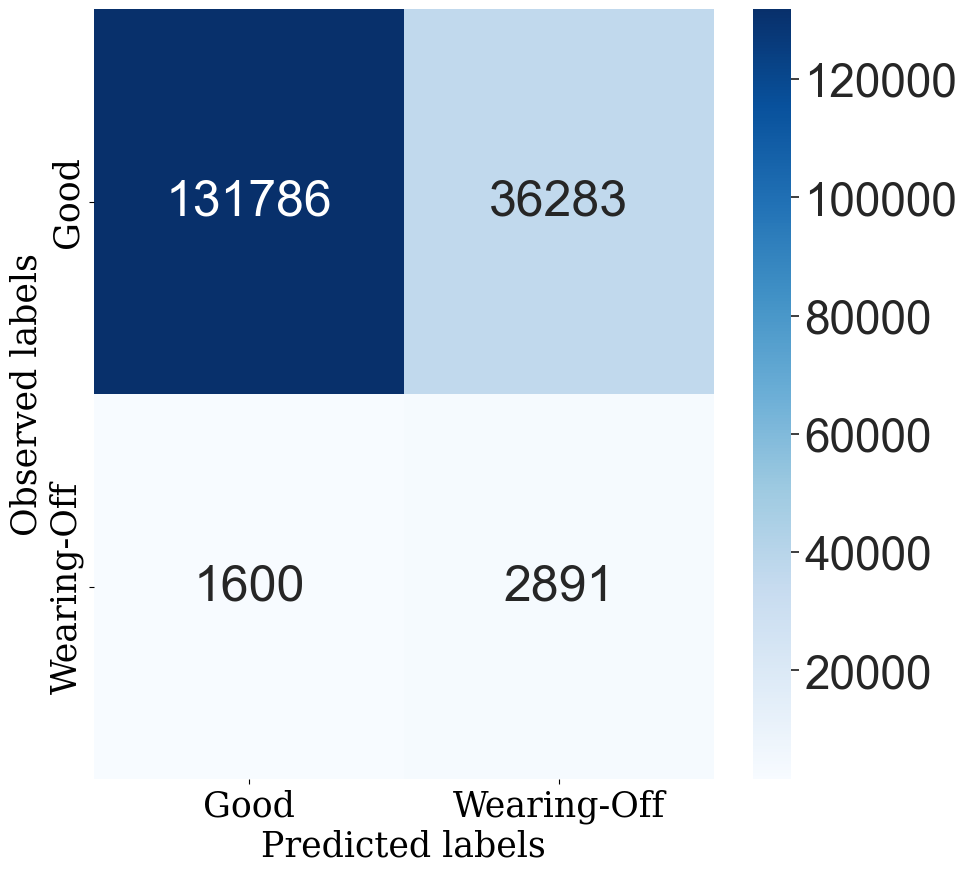 Observed labels
Good
Wearing-Off
131786
36283
1600
2891
Good
Wearing-Off
Predicted labels
120000
100000
80000
60000
40000
20000